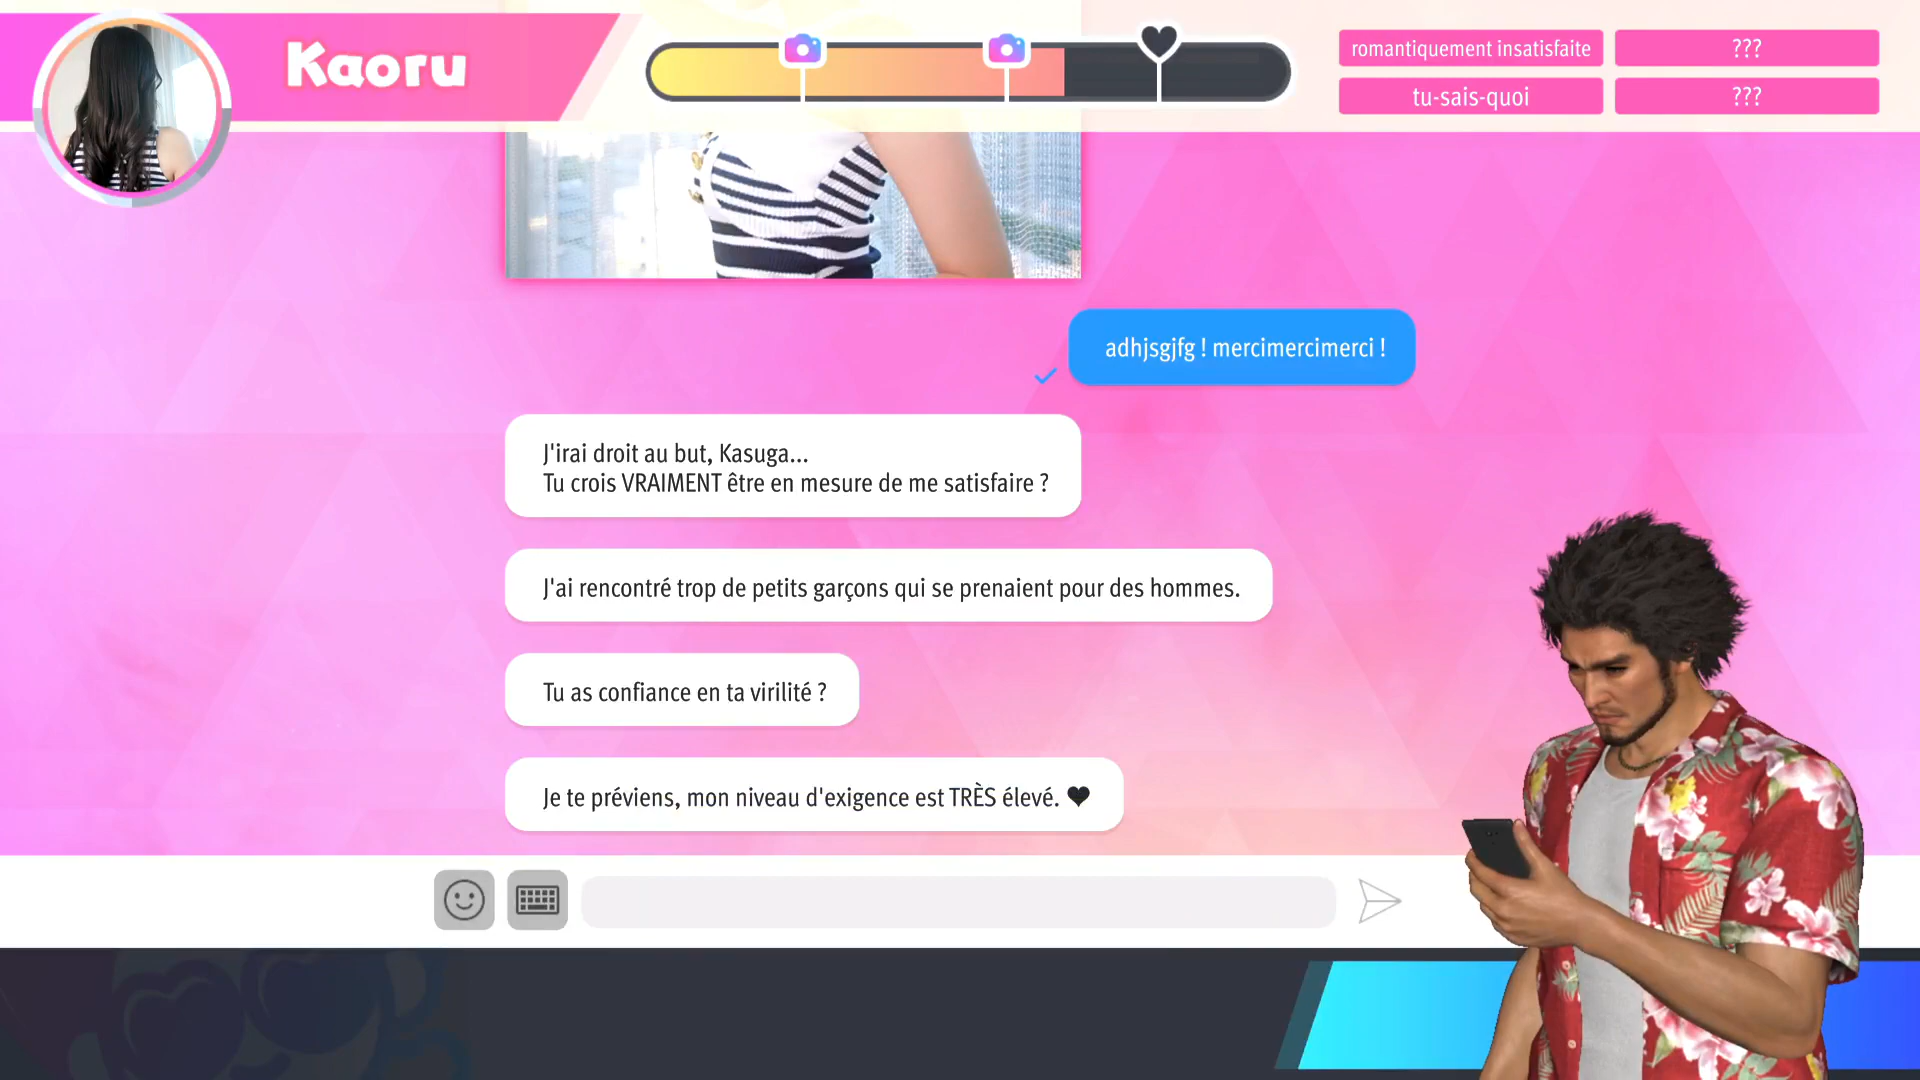 Kaoru
romantiquement insatisfaite
???
tu-sais-quoi
???
adhjsgjfg ! mercimercimerci !
J'irai droit au but, Kasuga...
Tu crois VRAIMENT être en mesure de me satisfaire ?
J'ai rencontré trop de petits garçons qui se prenaient pour des hommes.
Tu as confiance en ta virilité ?
Je te préviens, mon niveau d'exigence est TRÈS élevé. ♥